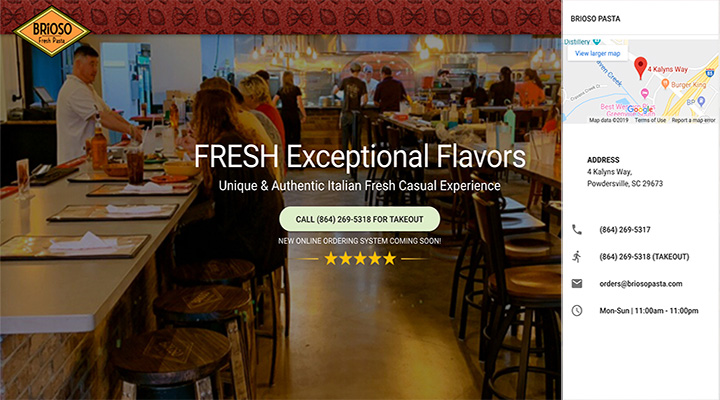 BRIOSO
Fresh Pasta
FRESH Exceptional Flavors
Unique & Authentic Italian Fresh Casual Experience
CALL (864) 269-5318 FOR TAKEOUT
NEW ONLINE ORDERING SYSTEM COMING SOON!
BRIOSO PASTA
Distillery
View larger map
4 Kalyns Way
Burger King
BP
Best Western
Google
Map data ©2019 Terms of Use Report a map error
ADDRESS
4 Kalyns Way,
Powdersville, SC 29673
(864) 269-5317
(864) 269-5318 (TAKEOUT)
orders@briosopasta.com
Mon-Sun | 11:00am - 11:00pm